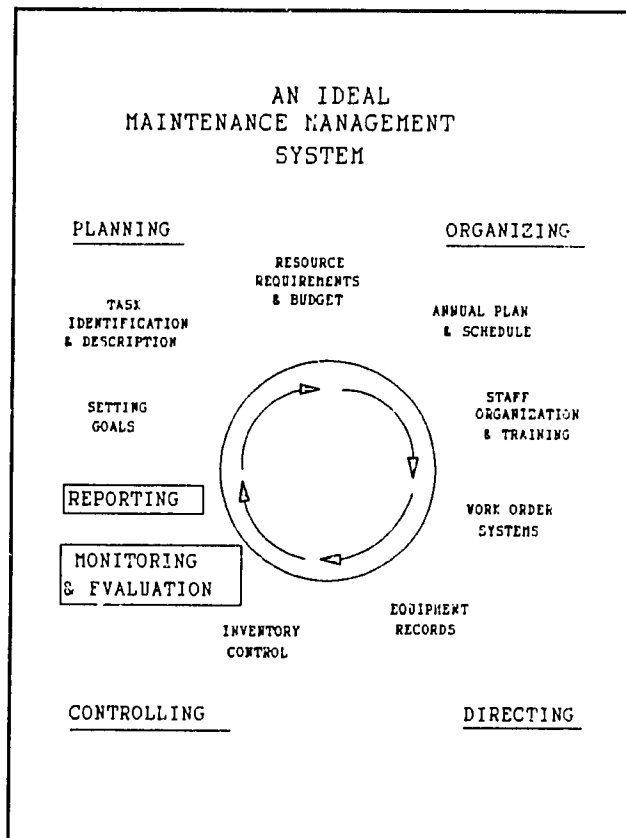 AN IDEAL
MAINTENANCE MANAGEMENT
SYSTEM
PLANNING
ORGANIZING
RESOURCE
REQUIREMENTS
& BUDGET
TASK
IDENTIFICATION
& DESCRIPTION
ANNUAL PLAN
& SCHEDULE
SETTING
GOALS
STAFF
ORGANIZATION
& TRAINING
REPORTING
WORK ORDER
SYSTEMS
MONITORING
& EVALUATION
EQUIPMENT
RECORDS
INVENTORY
CONTROL
CONTROLLING
DIRECTING